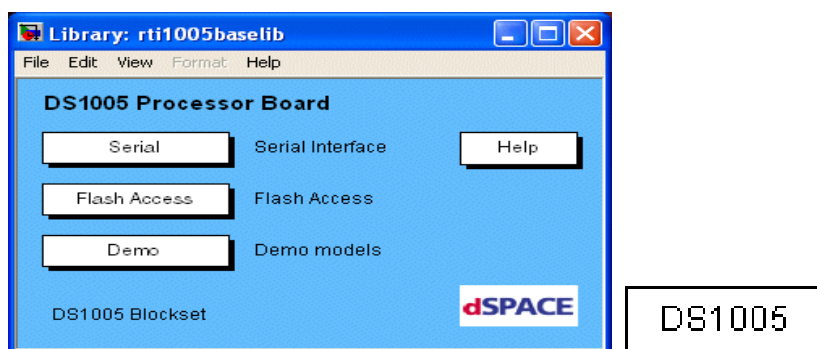 Library: rti1005baselib
File Edit View Format Help
DS1005 Processor Board
Serial Serial Interface Help
Flash Access Flash Access
Demo Demo models
DS1005 Blockset dSPACE
DS1005